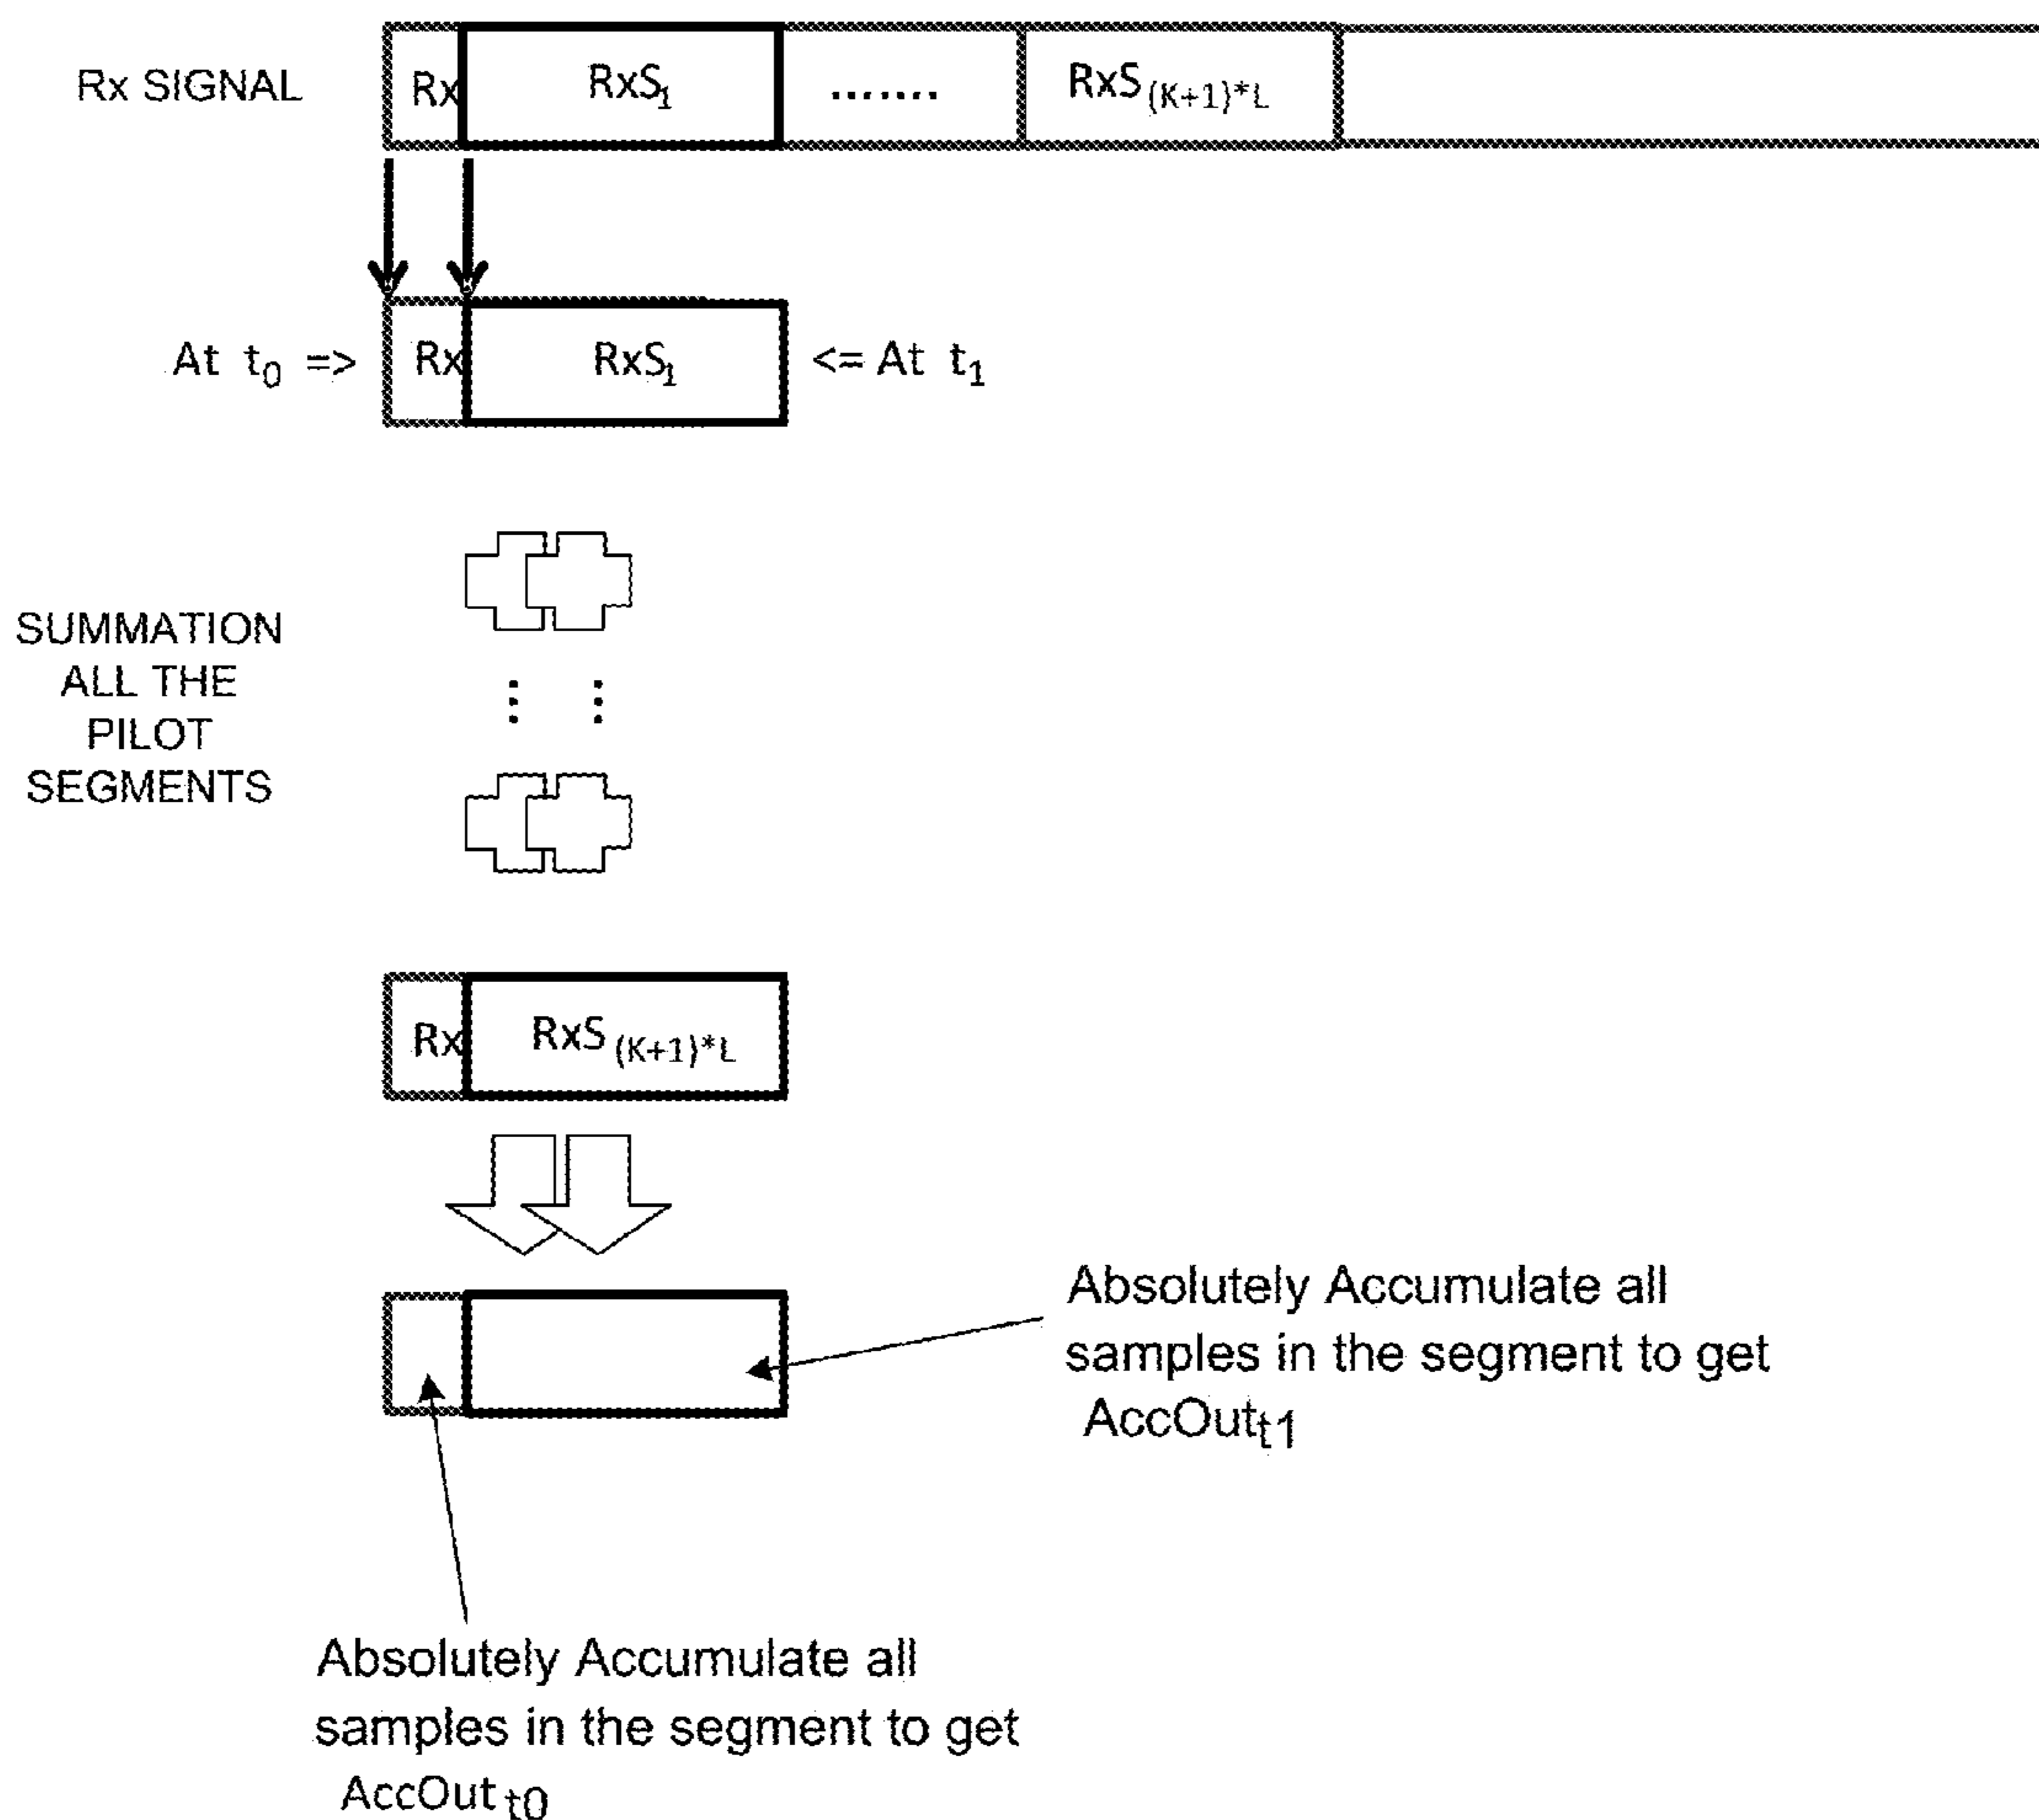 Rx SIGNAL Rx RxS1 ....... RxS(K+1)*L
At t0 => Rx RxS1 <= At t1
SUMMATION
ALL THE
PILOT
SEGMENTS
Rx RxS(K+1)*L
Absolutely Accumulate all
samples in the segment to get
AccOutt1
Absolutely Accumulate all
samples in the segment to get
AccOut t0